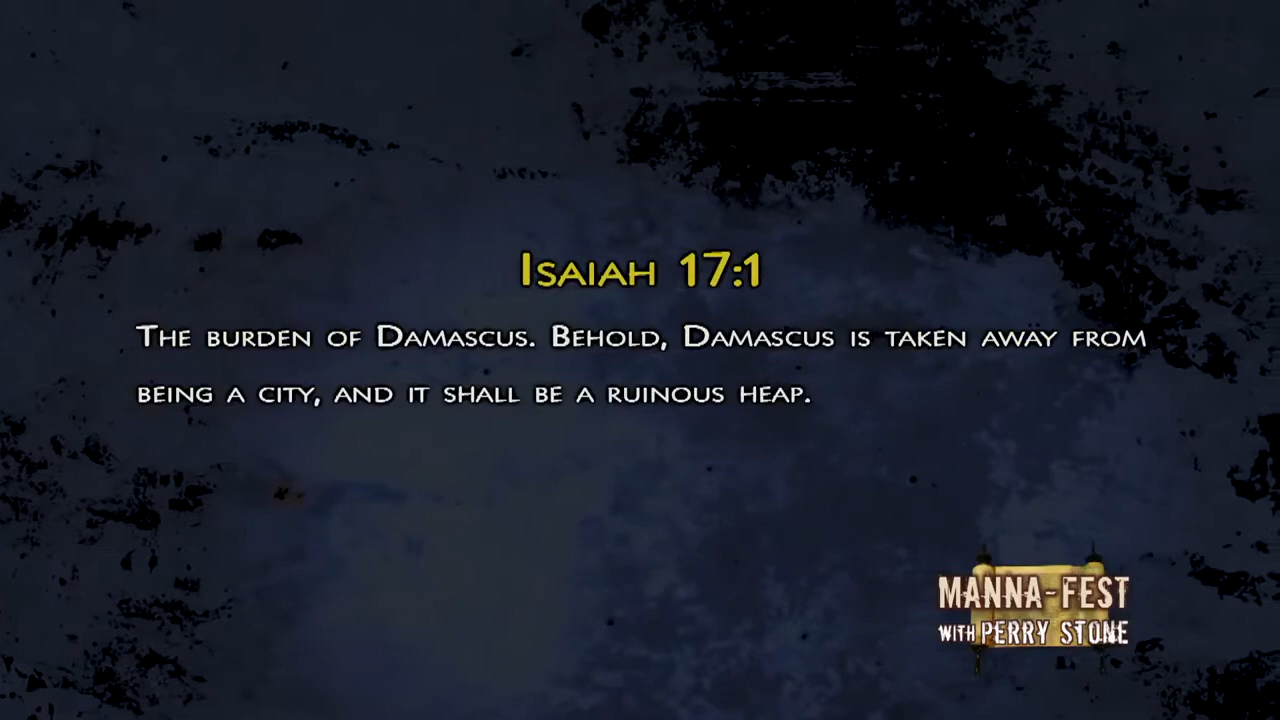 Isaiah 17:1
The burden of Damascus. Behold, Damascus is taken away from
being a city, and it shall be a ruinous heap.
MANNA-FEST
WITH PERRY STONE